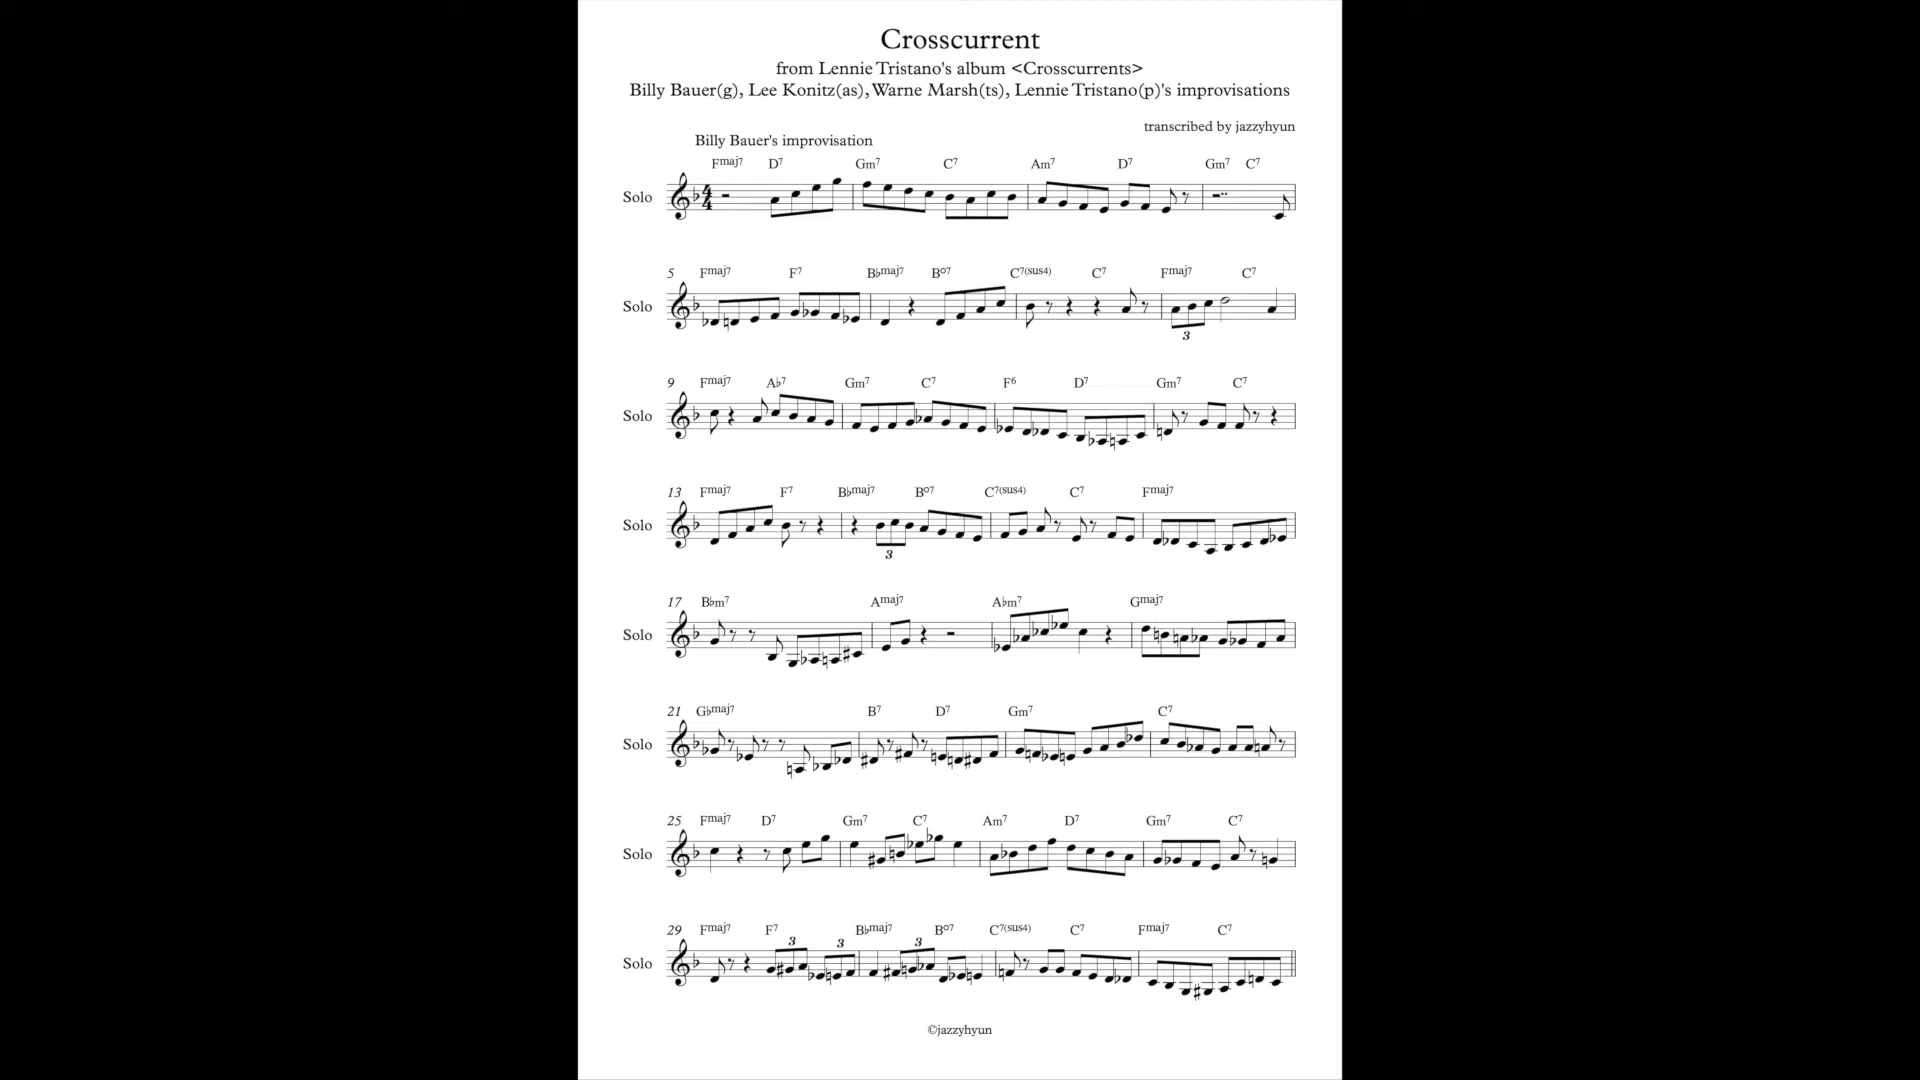 Crosscurrent
from Lennie Tristano's album <Crosscurrents>
Billy Bauer(g), Lee Konitz(as), Warne Marsh(ts), Lennie Tristano(p)'s improvisations
transcribed by jazzyhyun
Billy Bauer's improvisation
Fmaj7 D7 Gm7 C7 Am7 D7 Gm7 C7
Solo
5 Fmaj7 F7 B♭maj7 Bo7 C7(sus4) C7 Fmaj7 C7
Solo
3
9 Fmaj7 A♭7 Gm7 C7 F6 D7 Gm7 C7
Solo
13 Fmaj7 F7 B♭maj7 Bo7 C7(sus4) C7 Fmaj7
Solo
3
17 B♭m7 Amaj7 A♭m7 Gmaj7
Solo
21 G♭maj7 B7 D7 Gm7 C7
Solo
25 Fmaj7 D7 Gm7 C7 Am7 D7 Gm7 C7
Solo
29 Fmaj7 F7 B♭maj7 Bo7 C7(sus4) C7 Fmaj7 C7
3 3 3
Solo
©jazzyhyun